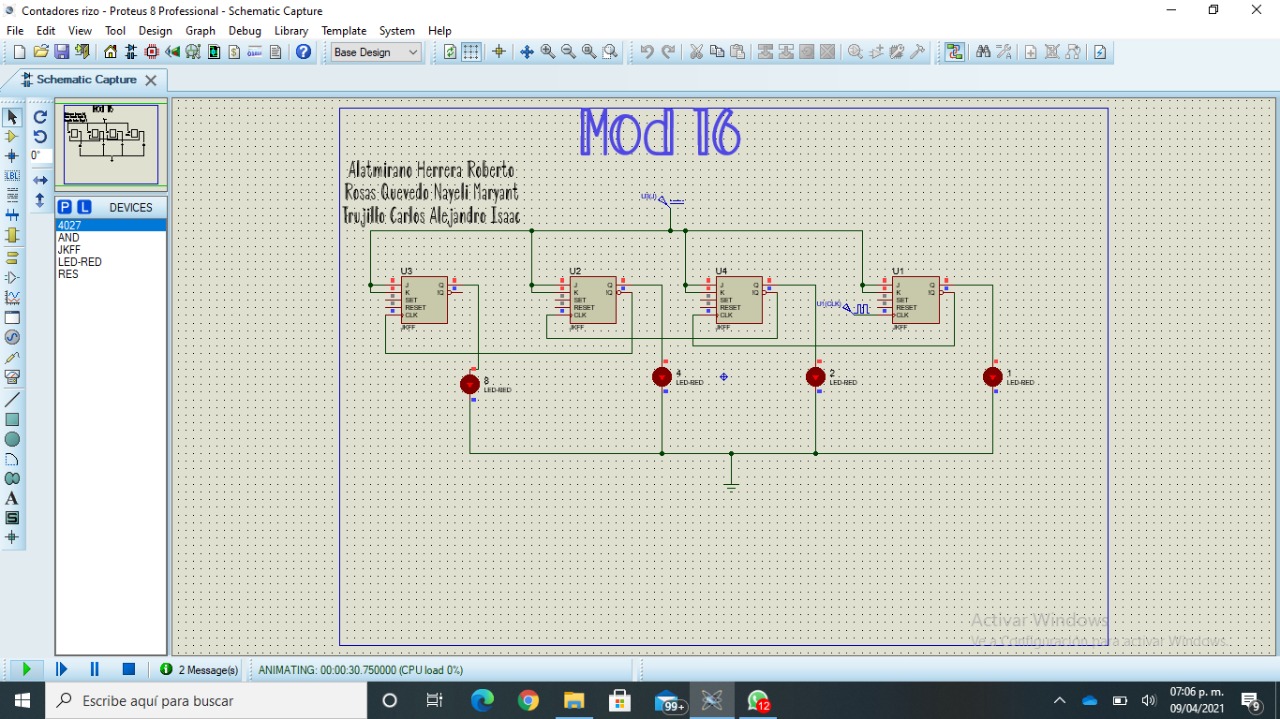 Contadores rizo - Proteus 8 Professional - Schematic Capture
File Edit View Tool Design Graph Debug Library Template System Help
Base Design
Schematic Capture
Mod 16
Alatmirano Herrera Roberto
Rosas Quevedo Nayeli Maryant
Trujillo Carlos Alejandro Isaac
0°
LBL
P L DEVICES
4027
AND
JKFF
LED-RED
RES
U1(J)
U3 U2 U4 U1
J Q J Q J Q J Q
K !Q K !Q K !Q K !Q
SET SET SET SET
RESET RESET RESET RESET
CLK CLK CLK CLK
JKFF JKFF JKFF JKFF
U1(CLK)
8 4 2 1
LED-RED LED-RED LED-RED LED-RED
A
S
Activar Windows
Ve a Configuración para activar Windows.
2 Message(s) ANIMATING: 00:00:30.750000 (CPU load 0%)
Escribe aquí para buscar
99+
12
07:06 p. m.
09/04/2021
9